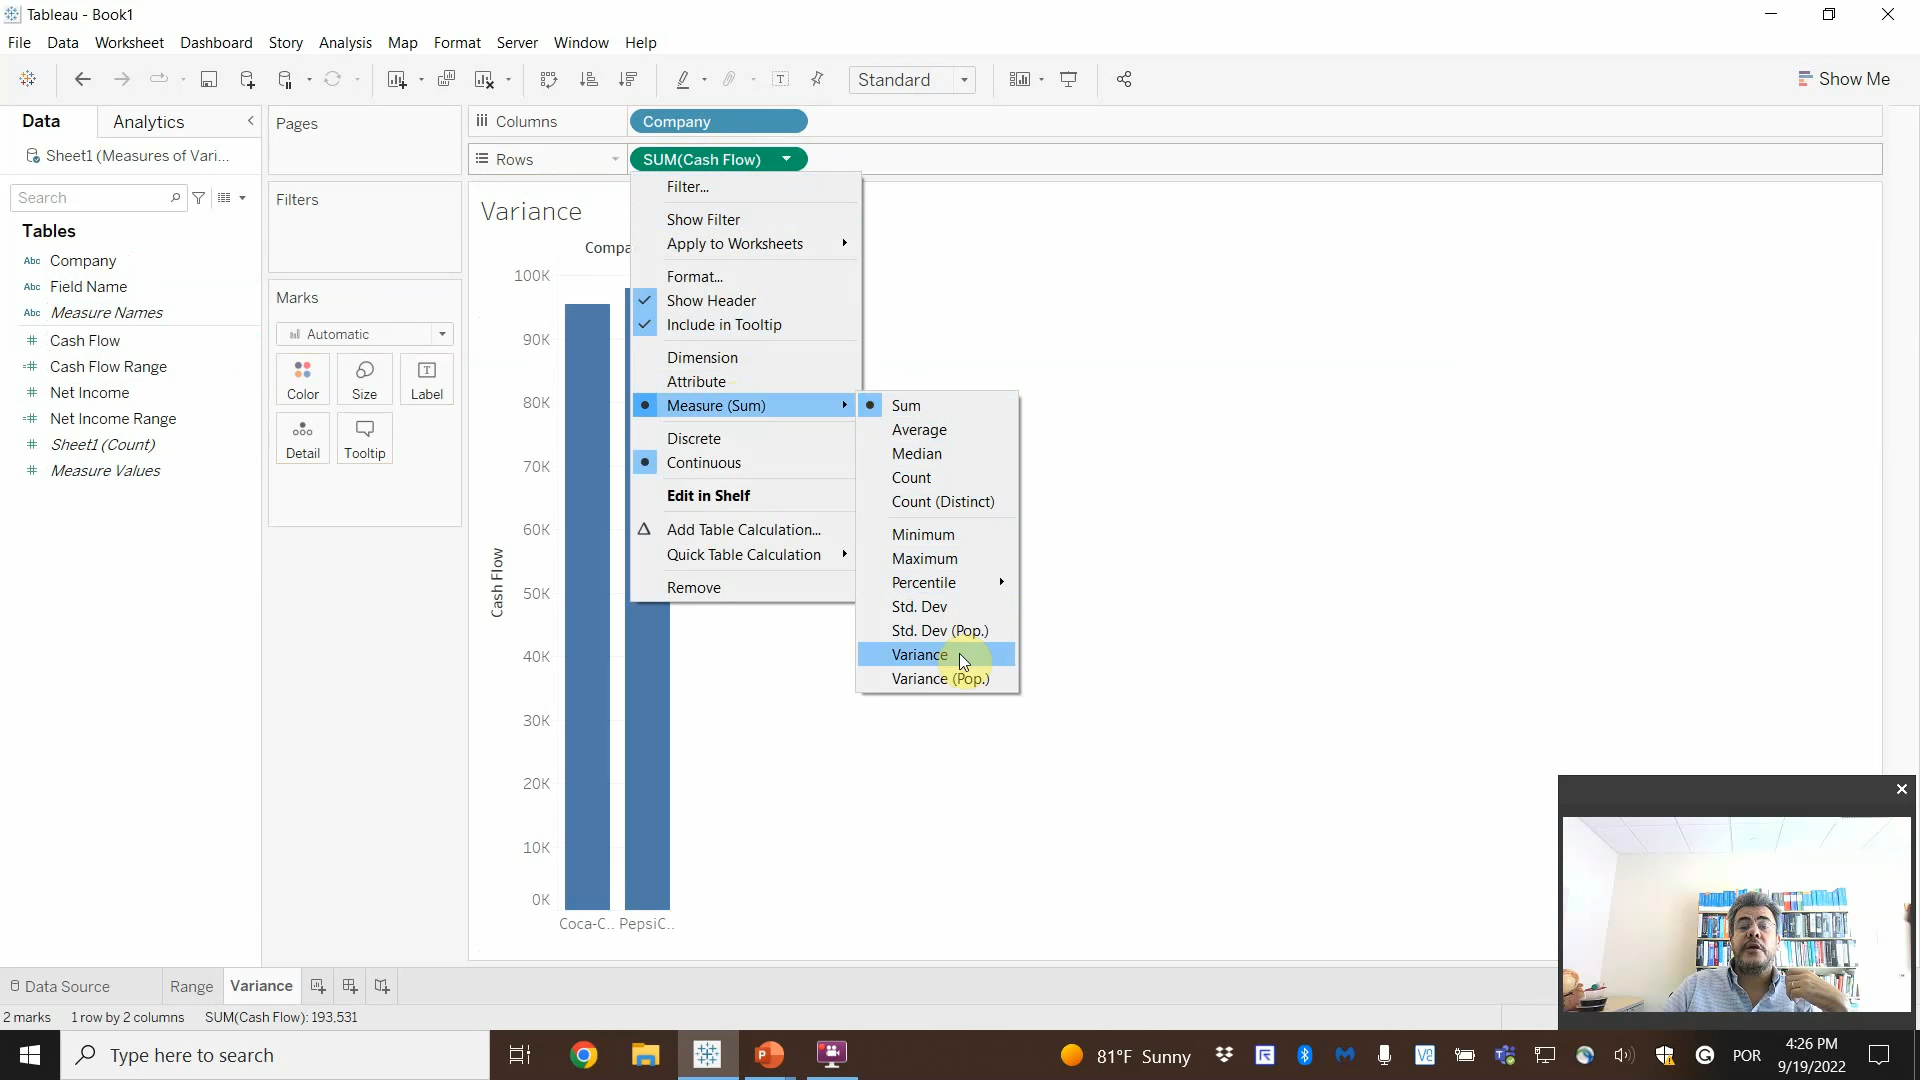 Tableau - Book1
File Data Worksheet Dashboard Story Analysis Map Format Server Window Help
Standard
Show Me
Data
Analytics
Pages
Columns
Company
Sheet1 (Measures of Vari...
Rows
SUM(Cash Flow)
Search
Filters
Tables
Abc Company
Abc Field Name
Abc Measure Names
Cash Flow
Cash Flow Range
Net Income
Net Income Range
Sheet1 (Count)
Measure Values
Marks
Automatic
Color
Size
Label
Detail
Tooltip
Variance
Compa
100K
90K
80K
70K
60K
50K
40K
30K
20K
10K
0K
Cash Flow
Coca-C.. PepsiC..
Filter...
Show Filter
Apply to Worksheets
Format...
Show Header
Include in Tooltip
Dimension
Attribute
Measure (Sum)
Discrete
Continuous
Edit in Shelf
Add Table Calculation...
Quick Table Calculation
Remove
Sum
Average
Median
Count
Count (Distinct)
Minimum
Maximum
Percentile
Std. Dev
Std. Dev (Pop.)
Variance
Variance (Pop.)
Data Source
Range
Variance
2 marks 1 row by 2 columns SUM(Cash Flow): 193,531
Type here to search
81°F Sunny
POR
4:26 PM
9/19/2022